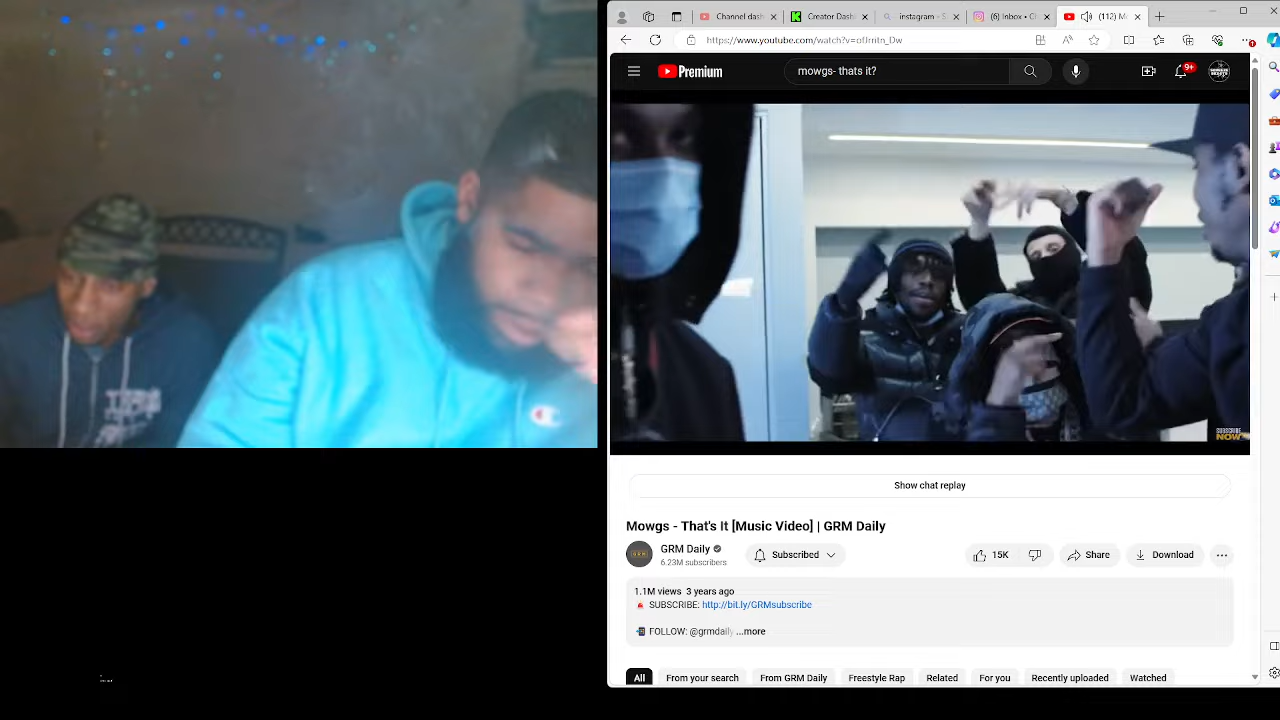 Channel dash
Creator Dash
instagram - S
(6) Inbox • C
(112) M
https://www.youtube.com/watch?v=ofJrritn_Dw
Premium
mowgs- thats it?
9+
SUBSCRIBE
NOW
Show chat replay
Mowgs - That's It [Music Video] | GRM Daily
GRM Daily
6.23M subscribers
Subscribed
15K
Share
Download
1.1M views 3 years ago
SUBSCRIBE: http://bit.ly/GRMsubscribe
FOLLOW: @grmdaily ...more
All
From your search
From GRM Daily
Freestyle Rap
Related
For you
Recently uploaded
Watched